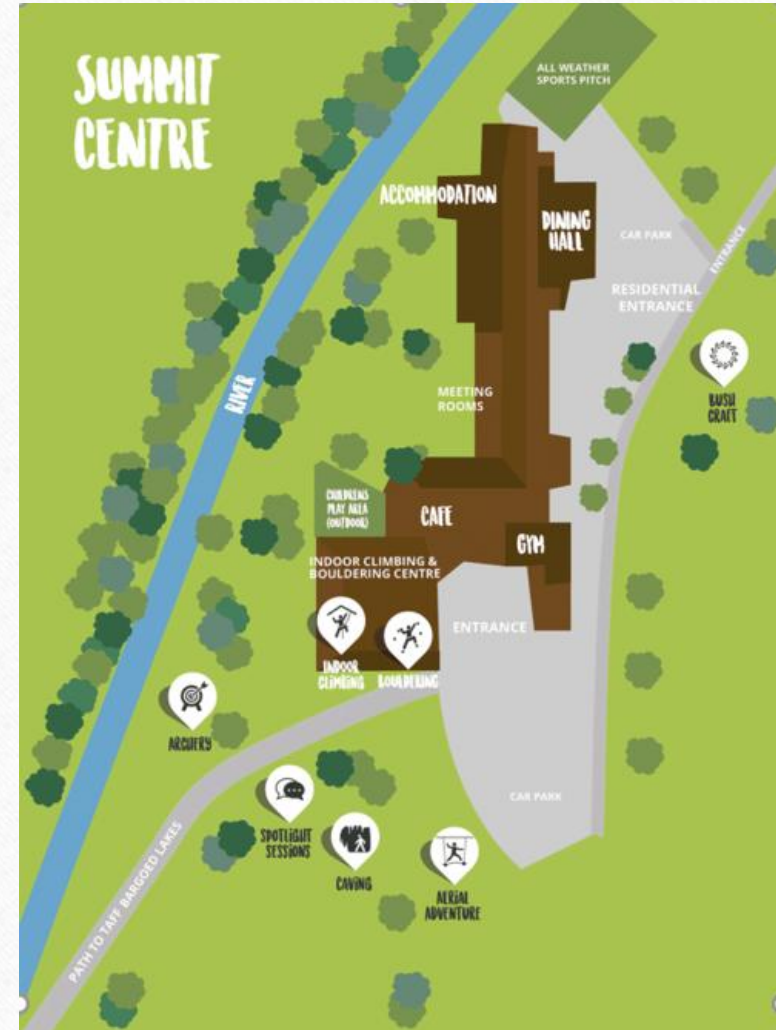 SUMMIT
CENTRE
ALL WEATHER
SPORTS PITCH
ACCOMMODATION
DINING
HALL
CAR PARK
ENTRANCE
RESIDENTIAL
ENTRANCE
BUSH
CRAFT
RIVER
MEETING
ROOMS
CHILDRENS
PLAY AREA
(OUTDOOR)
CAFE
GYM
INDOOR CLIMBING &
BOULDERING CENTRE
ENTRANCE
INDOOR
CLIMBING
BOULDERING
ARCHERY
SPOTLIGHT
SESSIONS
CAVING
AERIAL
ADVENTURE
CAR PARK
PATH TO TAFF BARGOED LAKES